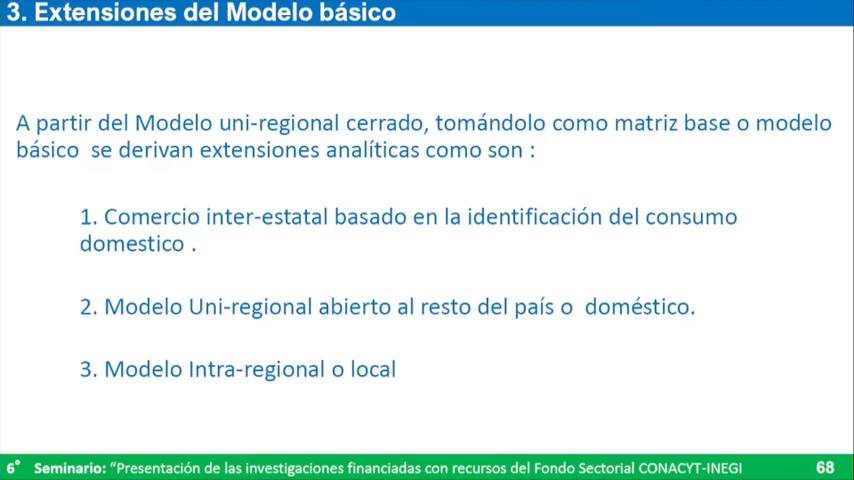 3. Extensiones del Modelo básico
A partir del Modelo uni-regional cerrado, tomándolo como matriz base o modelo
básico se derivan extensiones analíticas como son :
1. Comercio inter-estatal basado en la identificación del consumo
domestico .
2. Modelo Uni-regional abierto al resto del país o doméstico.
3. Modelo Intra-regional o local
6° Seminario: “Presentación de las investigaciones financiadas con recursos del Fondo Sectorial CONACYT-INEGI 68